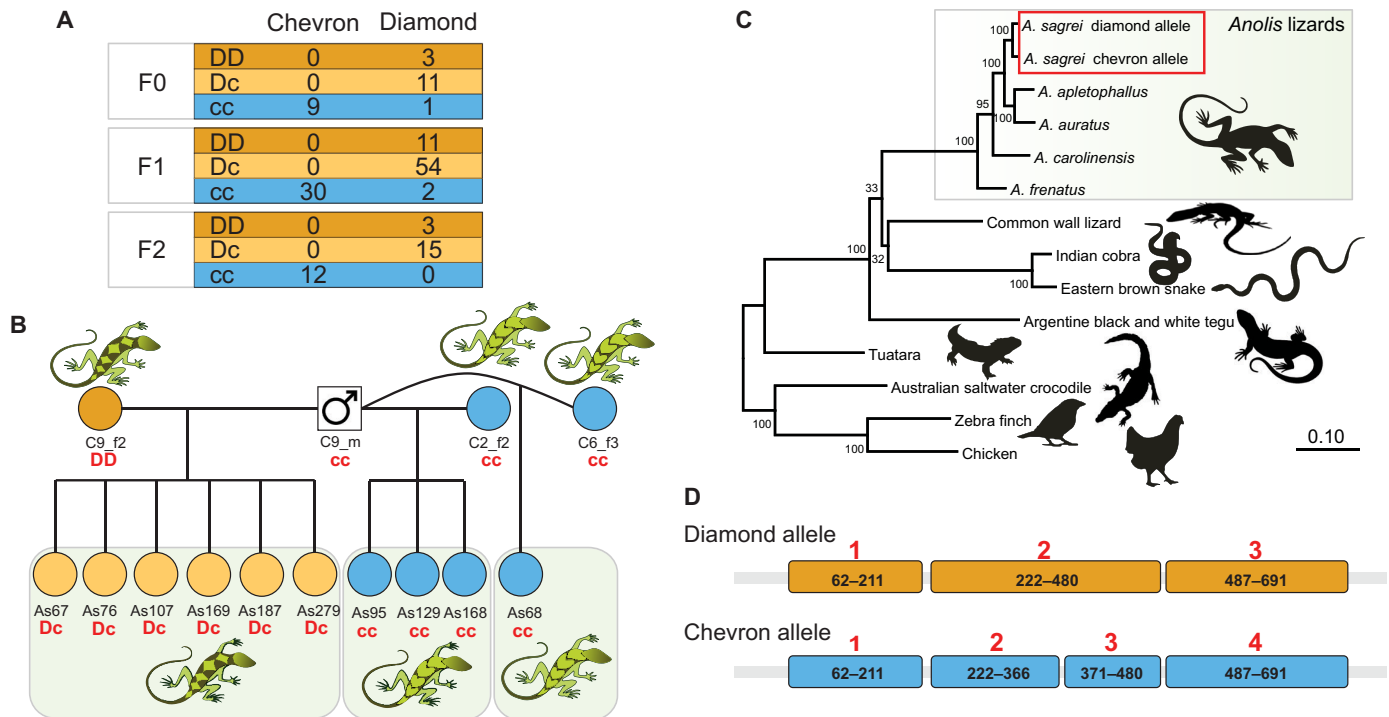 A
Chevron Diamond
F0
DD 0 3
Dc 0 11
cc 9 1
F1
DD 0 11
Dc 0 54
cc 30 2
F2
DD 0 3
Dc 0 15
cc 12 0
B
C9_f2
DD
C9_m
cc
C2_f2
cc
C6_f3
cc
As67 As76 As107 As169 As187 As279
Dc Dc Dc Dc Dc Dc
As95 As129 As168
cc cc cc
As68
cc
C
Anolis lizards
A. sagrei diamond allele
A. sagrei chevron allele
A. apletophallus
A. auratus
A. carolinensis
A. frenatus
Common wall lizard
Indian cobra
Eastern brown snake
Argentine black and white tegu
Tuatara
Australian saltwater crocodile
Zebra finch
Chicken
100
100
95
100
100
33
100
32
100
100
100
0.10
D
Diamond allele
1 2 3
62–211 222–480 487–691
Chevron allele
1 2 3 4
62–211 222–366 371–480 487–691